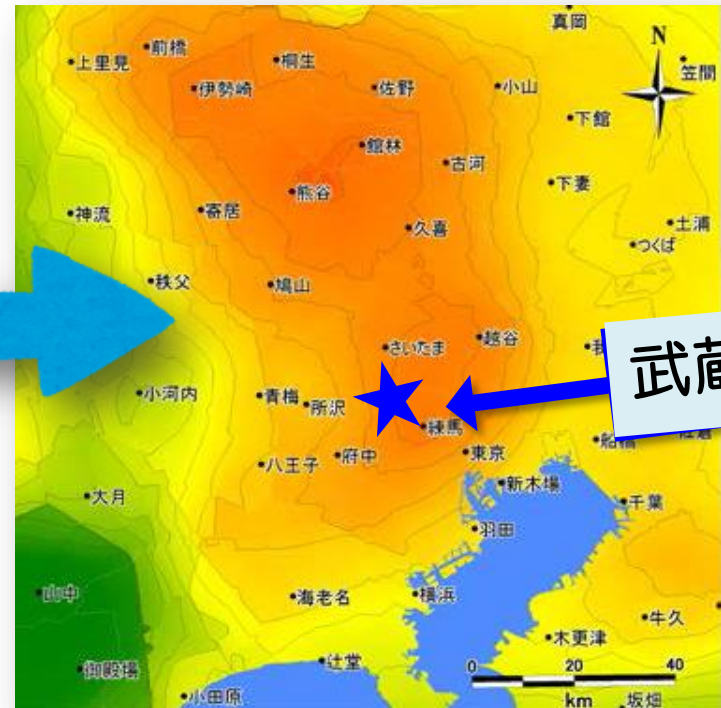 真岡
N
前橋
上里見
桐生
笠間
伊勢崎
佐野
小山
下館
館林
古河
熊谷
下妻
神流
寄居
久喜
土浦
つくば
秩父
鳩山
さいたま
越谷
我
武蔵
小河内
青梅
所沢
練馬
船橋
八王子
府中
東京
大月
新木場
千葉
羽田
山中
海老名
横浜
牛久
木更津
御殿場
辻堂
0 20 40
km
小田原
坂畑